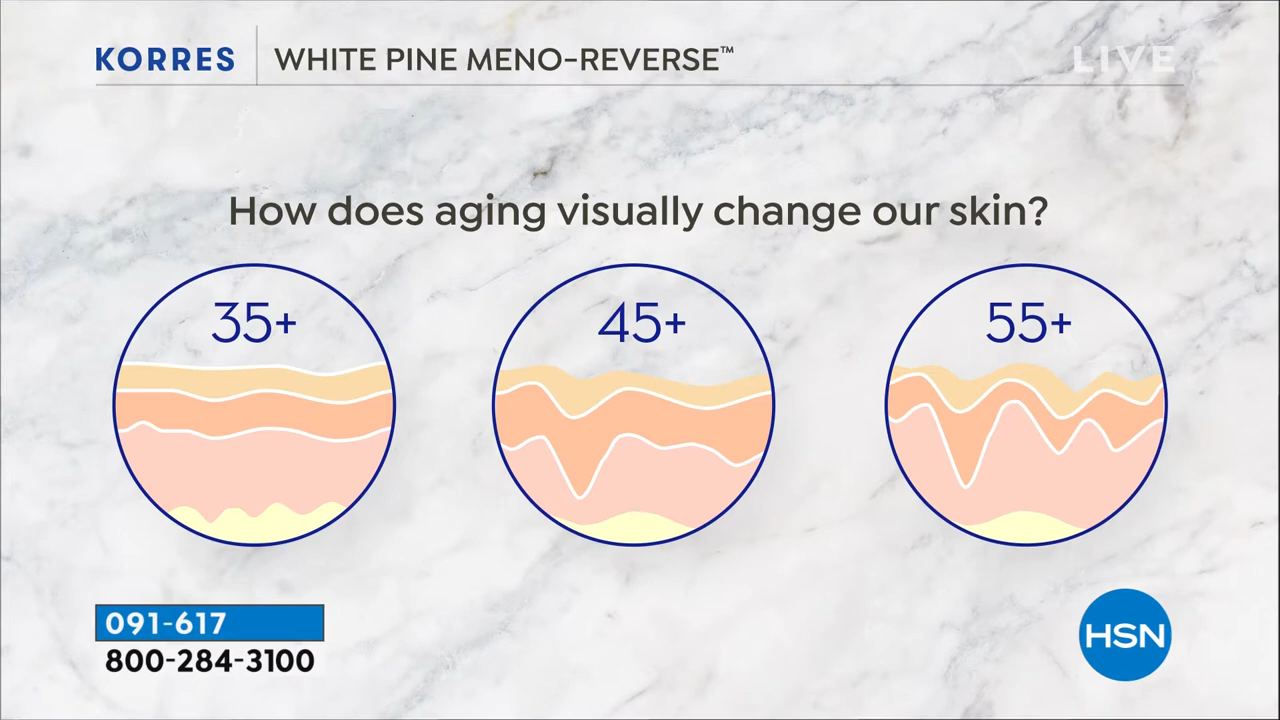 KORRES
WHITE PINE MENO-REVERSE™
LIVE
How does aging visually change our skin?
35+
45+
55+
091-617
800-284-3100
HSN